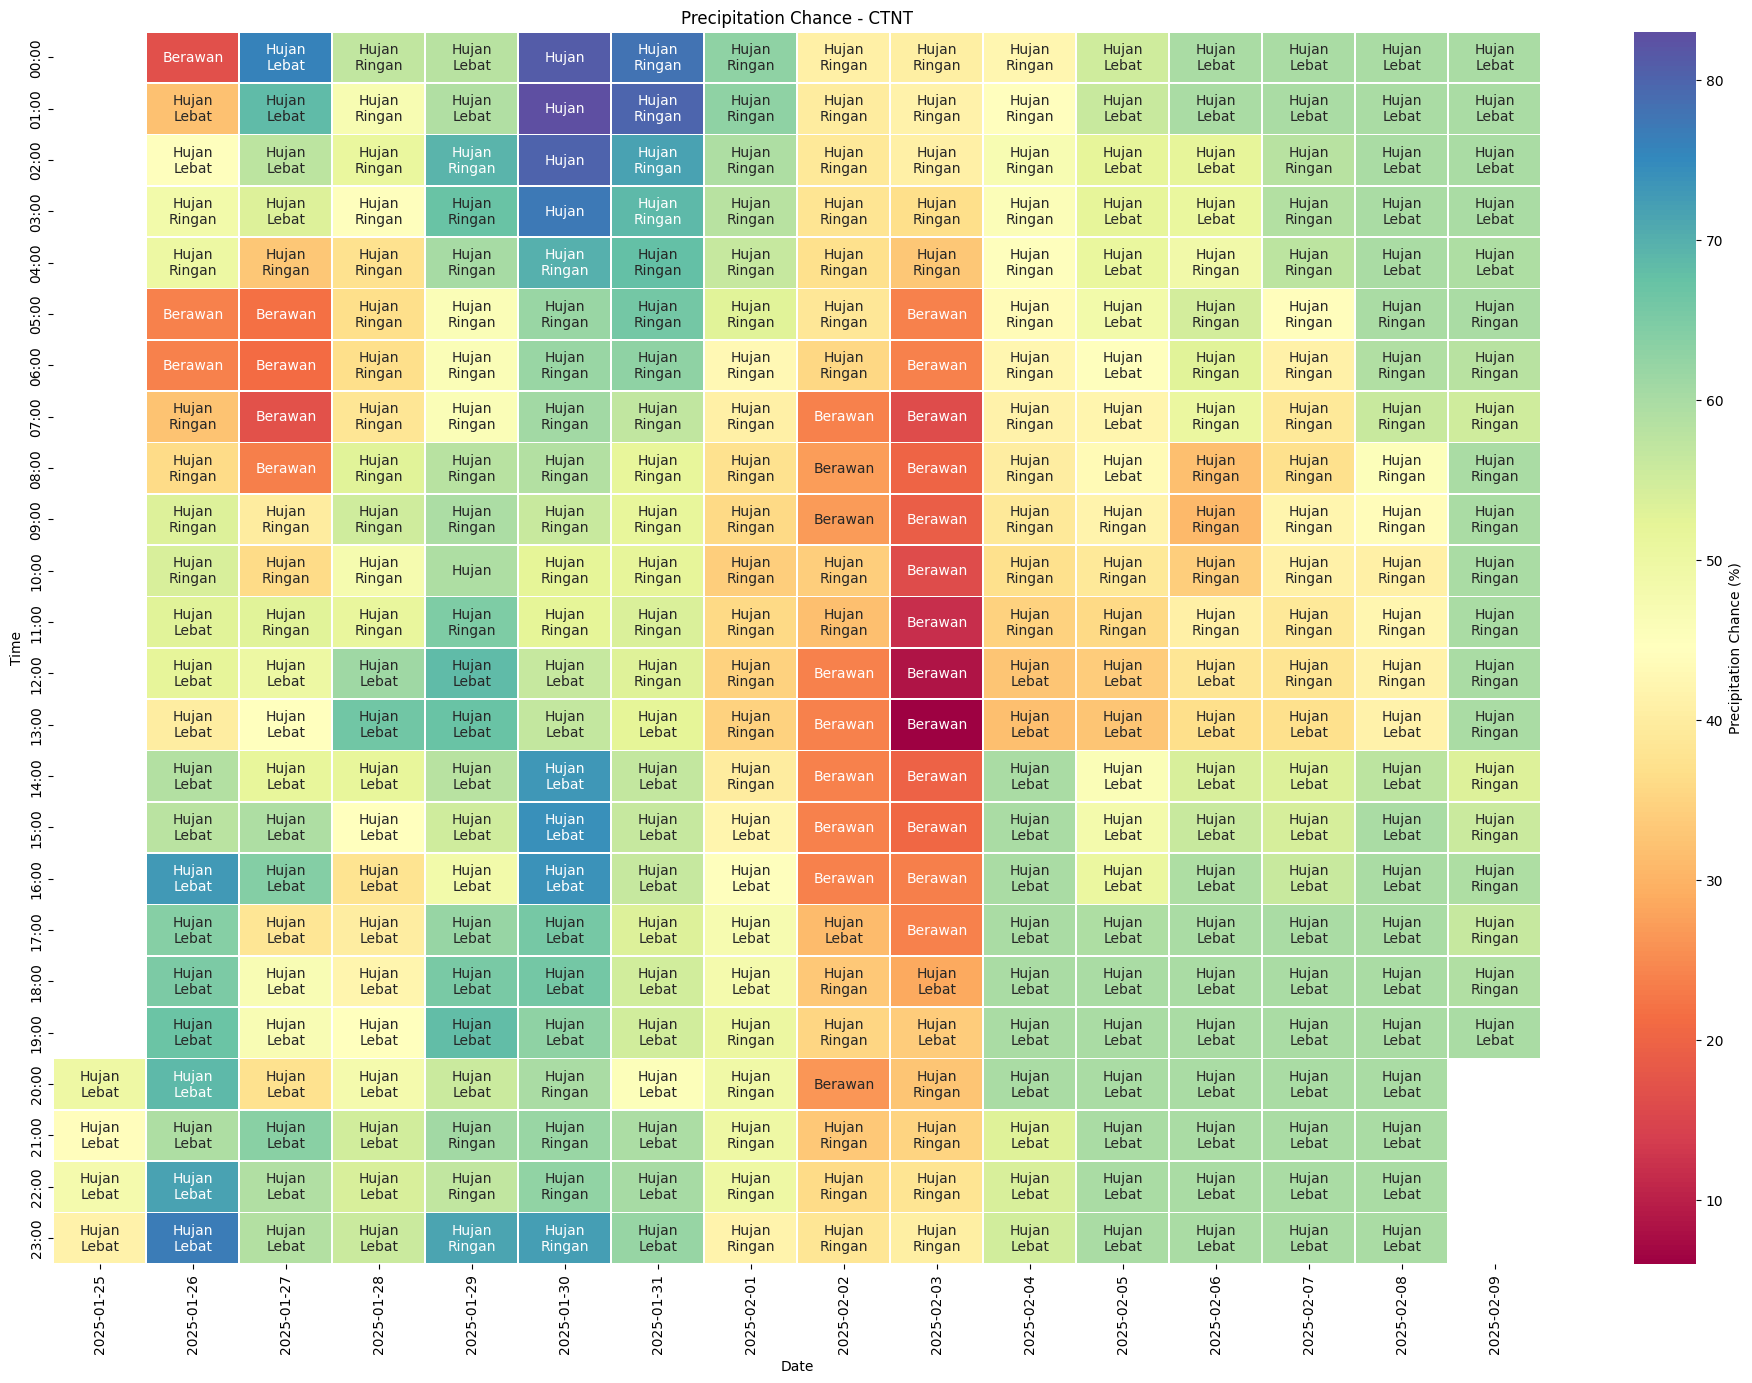 Precipitation Chance - CTNT
00:00 Berawan Hujan Lebat Hujan Ringan Hujan Lebat Hujan Hujan Ringan Hujan Ringan Hujan Ringan Hujan Ringan Hujan Ringan Hujan Lebat Hujan Lebat Hujan Lebat Hujan Lebat Hujan Lebat
01:00 Hujan Lebat Hujan Lebat Hujan Ringan Hujan Lebat Hujan Hujan Ringan Hujan Ringan Hujan Ringan Hujan Ringan Hujan Ringan Hujan Lebat Hujan Lebat Hujan Lebat Hujan Lebat Hujan Lebat
02:00 Hujan Lebat Hujan Lebat Hujan Ringan Hujan Ringan Hujan Hujan Ringan Hujan Ringan Hujan Ringan Hujan Ringan Hujan Ringan Hujan Lebat Hujan Lebat Hujan Ringan Hujan Lebat Hujan Lebat
03:00 Hujan Ringan Hujan Lebat Hujan Ringan Hujan Ringan Hujan Hujan Ringan Hujan Ringan Hujan Ringan Hujan Ringan Hujan Ringan Hujan Lebat Hujan Lebat Hujan Ringan Hujan Lebat Hujan Lebat
04:00 Hujan Ringan Hujan Ringan Hujan Ringan Hujan Ringan Hujan Ringan Hujan Ringan Hujan Ringan Hujan Ringan Hujan Ringan Hujan Ringan Hujan Lebat Hujan Ringan Hujan Ringan Hujan Lebat Hujan Lebat
05:00 Berawan Berawan Hujan Ringan Hujan Ringan Hujan Ringan Hujan Ringan Hujan Ringan Hujan Ringan Berawan Hujan Ringan Hujan Lebat Hujan Ringan Hujan Ringan Hujan Ringan Hujan Ringan
06:00 Berawan Berawan Hujan Ringan Hujan Ringan Hujan Ringan Hujan Ringan Hujan Ringan Hujan Ringan Berawan Hujan Ringan Hujan Lebat Hujan Ringan Hujan Ringan Hujan Ringan Hujan Ringan
07:00 Hujan Ringan Berawan Hujan Ringan Hujan Ringan Hujan Ringan Hujan Ringan Hujan Ringan Berawan Berawan Hujan Ringan Hujan Lebat Hujan Ringan Hujan Ringan Hujan Ringan Hujan Ringan
08:00 Hujan Ringan Berawan Hujan Ringan Hujan Ringan Hujan Ringan Hujan Ringan Hujan Ringan Berawan Berawan Hujan Ringan Hujan Lebat Hujan Ringan Hujan Ringan Hujan Ringan Hujan Ringan
09:00 Hujan Ringan Hujan Ringan Hujan Ringan Hujan Ringan Hujan Ringan Hujan Ringan Hujan Ringan Berawan Berawan Hujan Ringan Hujan Ringan Hujan Ringan Hujan Ringan Hujan Ringan Hujan Ringan
10:00 Hujan Ringan Hujan Ringan Hujan Ringan Hujan Hujan Ringan Hujan Ringan Hujan Ringan Hujan Ringan Berawan Hujan Ringan Hujan Ringan Hujan Ringan Hujan Ringan Hujan Ringan Hujan Ringan
11:00 Hujan Lebat Hujan Ringan Hujan Ringan Hujan Ringan Hujan Ringan Hujan Ringan Hujan Ringan Hujan Ringan Berawan Hujan Ringan Hujan Ringan Hujan Ringan Hujan Ringan Hujan Ringan Hujan Ringan
12:00 Hujan Lebat Hujan Lebat Hujan Lebat Hujan Lebat Hujan Lebat Hujan Ringan Hujan Ringan Berawan Berawan Hujan Lebat Hujan Lebat Hujan Lebat Hujan Ringan Hujan Ringan Hujan Ringan
13:00 Hujan Lebat Hujan Lebat Hujan Lebat Hujan Lebat Hujan Lebat Hujan Lebat Hujan Ringan Berawan Berawan Hujan Lebat Hujan Lebat Hujan Lebat Hujan Lebat Hujan Lebat Hujan Ringan
14:00 Hujan Lebat Hujan Lebat Hujan Lebat Hujan Lebat Hujan Lebat Hujan Lebat Hujan Ringan Berawan Berawan Hujan Lebat Hujan Lebat Hujan Lebat Hujan Lebat Hujan Lebat Hujan Ringan
15:00 Hujan Lebat Hujan Lebat Hujan Lebat Hujan Lebat Hujan Lebat Hujan Lebat Hujan Lebat Berawan Berawan Hujan Lebat Hujan Lebat Hujan Lebat Hujan Lebat Hujan Lebat Hujan Ringan
16:00 Hujan Lebat Hujan Lebat Hujan Lebat Hujan Lebat Hujan Lebat Hujan Lebat Hujan Lebat Berawan Berawan Hujan Lebat Hujan Lebat Hujan Lebat Hujan Lebat Hujan Lebat Hujan Ringan
17:00 Hujan Lebat Hujan Lebat Hujan Lebat Hujan Lebat Hujan Lebat Hujan Lebat Hujan Lebat Hujan Lebat Berawan Hujan Lebat Hujan Lebat Hujan Lebat Hujan Lebat Hujan Lebat Hujan Ringan
18:00 Hujan Lebat Hujan Lebat Hujan Lebat Hujan Lebat Hujan Lebat Hujan Lebat Hujan Lebat Hujan Ringan Hujan Lebat Hujan Lebat Hujan Lebat Hujan Lebat Hujan Lebat Hujan Lebat Hujan Ringan
19:00 Hujan Lebat Hujan Lebat Hujan Lebat Hujan Lebat Hujan Lebat Hujan Lebat Hujan Ringan Hujan Ringan Hujan Lebat Hujan Lebat Hujan Lebat Hujan Lebat Hujan Lebat Hujan Lebat Hujan Lebat
20:00 Hujan Lebat Hujan Lebat Hujan Lebat Hujan Lebat Hujan Lebat Hujan Ringan Hujan Lebat Hujan Ringan Berawan Hujan Ringan Hujan Lebat Hujan Lebat Hujan Lebat Hujan Lebat Hujan Lebat
21:00 Hujan Lebat Hujan Lebat Hujan Lebat Hujan Lebat Hujan Ringan Hujan Ringan Hujan Lebat Hujan Ringan Hujan Ringan Hujan Ringan Hujan Lebat Hujan Lebat Hujan Lebat Hujan Lebat Hujan Lebat
22:00 Hujan Lebat Hujan Lebat Hujan Lebat Hujan Lebat Hujan Ringan Hujan Ringan Hujan Lebat Hujan Ringan Hujan Ringan Hujan Ringan Hujan Lebat Hujan Lebat Hujan Lebat Hujan Lebat Hujan Lebat
23:00 Hujan Lebat Hujan Lebat Hujan Lebat Hujan Lebat Hujan Ringan Hujan Ringan Hujan Lebat Hujan Ringan Hujan Ringan Hujan Ringan Hujan Lebat Hujan Lebat Hujan Lebat Hujan Lebat Hujan Lebat
Time
2025-01-25 2025-01-26 2025-01-27 2025-01-28 2025-01-29 2025-01-30 2025-01-31 2025-02-01 2025-02-02 2025-02-03 2025-02-04 2025-02-05 2025-02-06 2025-02-07 2025-02-08 2025-02-09
Date
80
70
60
50
40
30
20
10
Precipitation Chance (%)